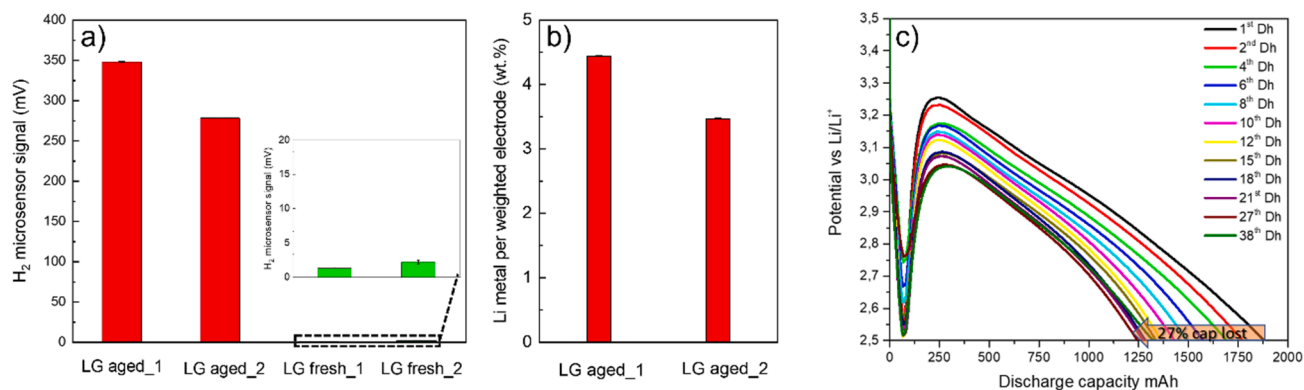 a)
H₂ microsensor signal (mV)
400
350
300
250
200
150
100
50
0
H₂ microsensor signal (mV)
20
15
10
5
2
0
LG aged_1 LG aged_2 LG fresh_1 LG fresh_2
b)
Li metal per weighted electrode (wt.%)
5
4
3
2
1
0
LG aged_1 LG aged_2
c)
Potential vs Li/Li⁺
3,5
3,4
3,3
3,2
3,1
3,0
2,9
2,8
2,7
2,6
2,5
1ˢᵗ Dh
2ⁿᵈ Dh
4ᵗʰ Dh
6ᵗʰ Dh
8ᵗʰ Dh
10ᵗʰ Dh
12ᵗʰ Dh
15ᵗʰ Dh
18ᵗʰ Dh
21ˢᵗ Dh
27ᵗʰ Dh
38ᵗʰ Dh
27% cap lost
0 250 500 750 1000 1250 1500 1750 2000
Discharge capacity mAh